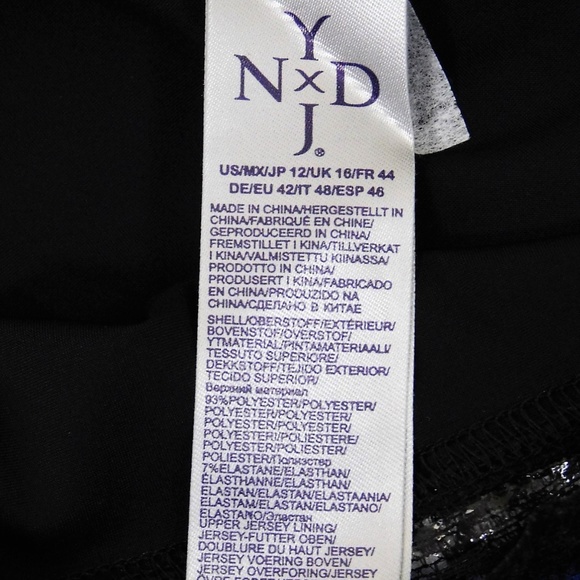 Y
N×D
J®
US/MX/JP 12/UK 16/FR 44
DE/EU 42/IT 48/ESP 46
MADE IN CHINA/HERGESTELLT IN
CHINA/FABRIQUÉ EN CHINE/
GEPRODUCEERD IN CHINA/
FREMSTILLET I KINA/TILLVERKAT
I KINA/VALMISTETTU KIINASSA/
PRODOTTO IN CHINA/
PRODUSERT I KINA/FABRICADO
EN CHINA/PRODUZIDO NA
CHINA/СДЕЛАНО В КИТАЕ
SHELL/OBERSTOFF/EXTÉRIEUR/
BOVENSTOF/OVERSTOF/
YTMATERIAL/PINTAMATERIAALI/
TESSUTO SUPERIORE/
DEKKSTOFF/TEJIDO EXTERIOR/
TECIDO SUPERIOR/
Верхний материал
93%POLYESTER/POLYESTER/
POLYESTER/POLYESTER/
POLYESTER/POLYESTER/
POLYESTERI/POLIESTERE/
POLYESTER/POLIÉSTER/
POLIÉSTER/Полиэстер
7%ELASTANE/ELASTHAN/
ÉLASTHANNE/ELASTHAN/
ELASTAN/ELASTAN/ELASTAANIA/
ELASTAM/ELASTAN/ELASTANO/
ELASTANO/Эластан
UPPER JERSEY LINING/
JERSEY-FUTTER OBEN/
DOUBLURE DU HAUT JERSEY/
JERSEY VOERING BOVEN/
JERSEY OVERFORING/JERSEY